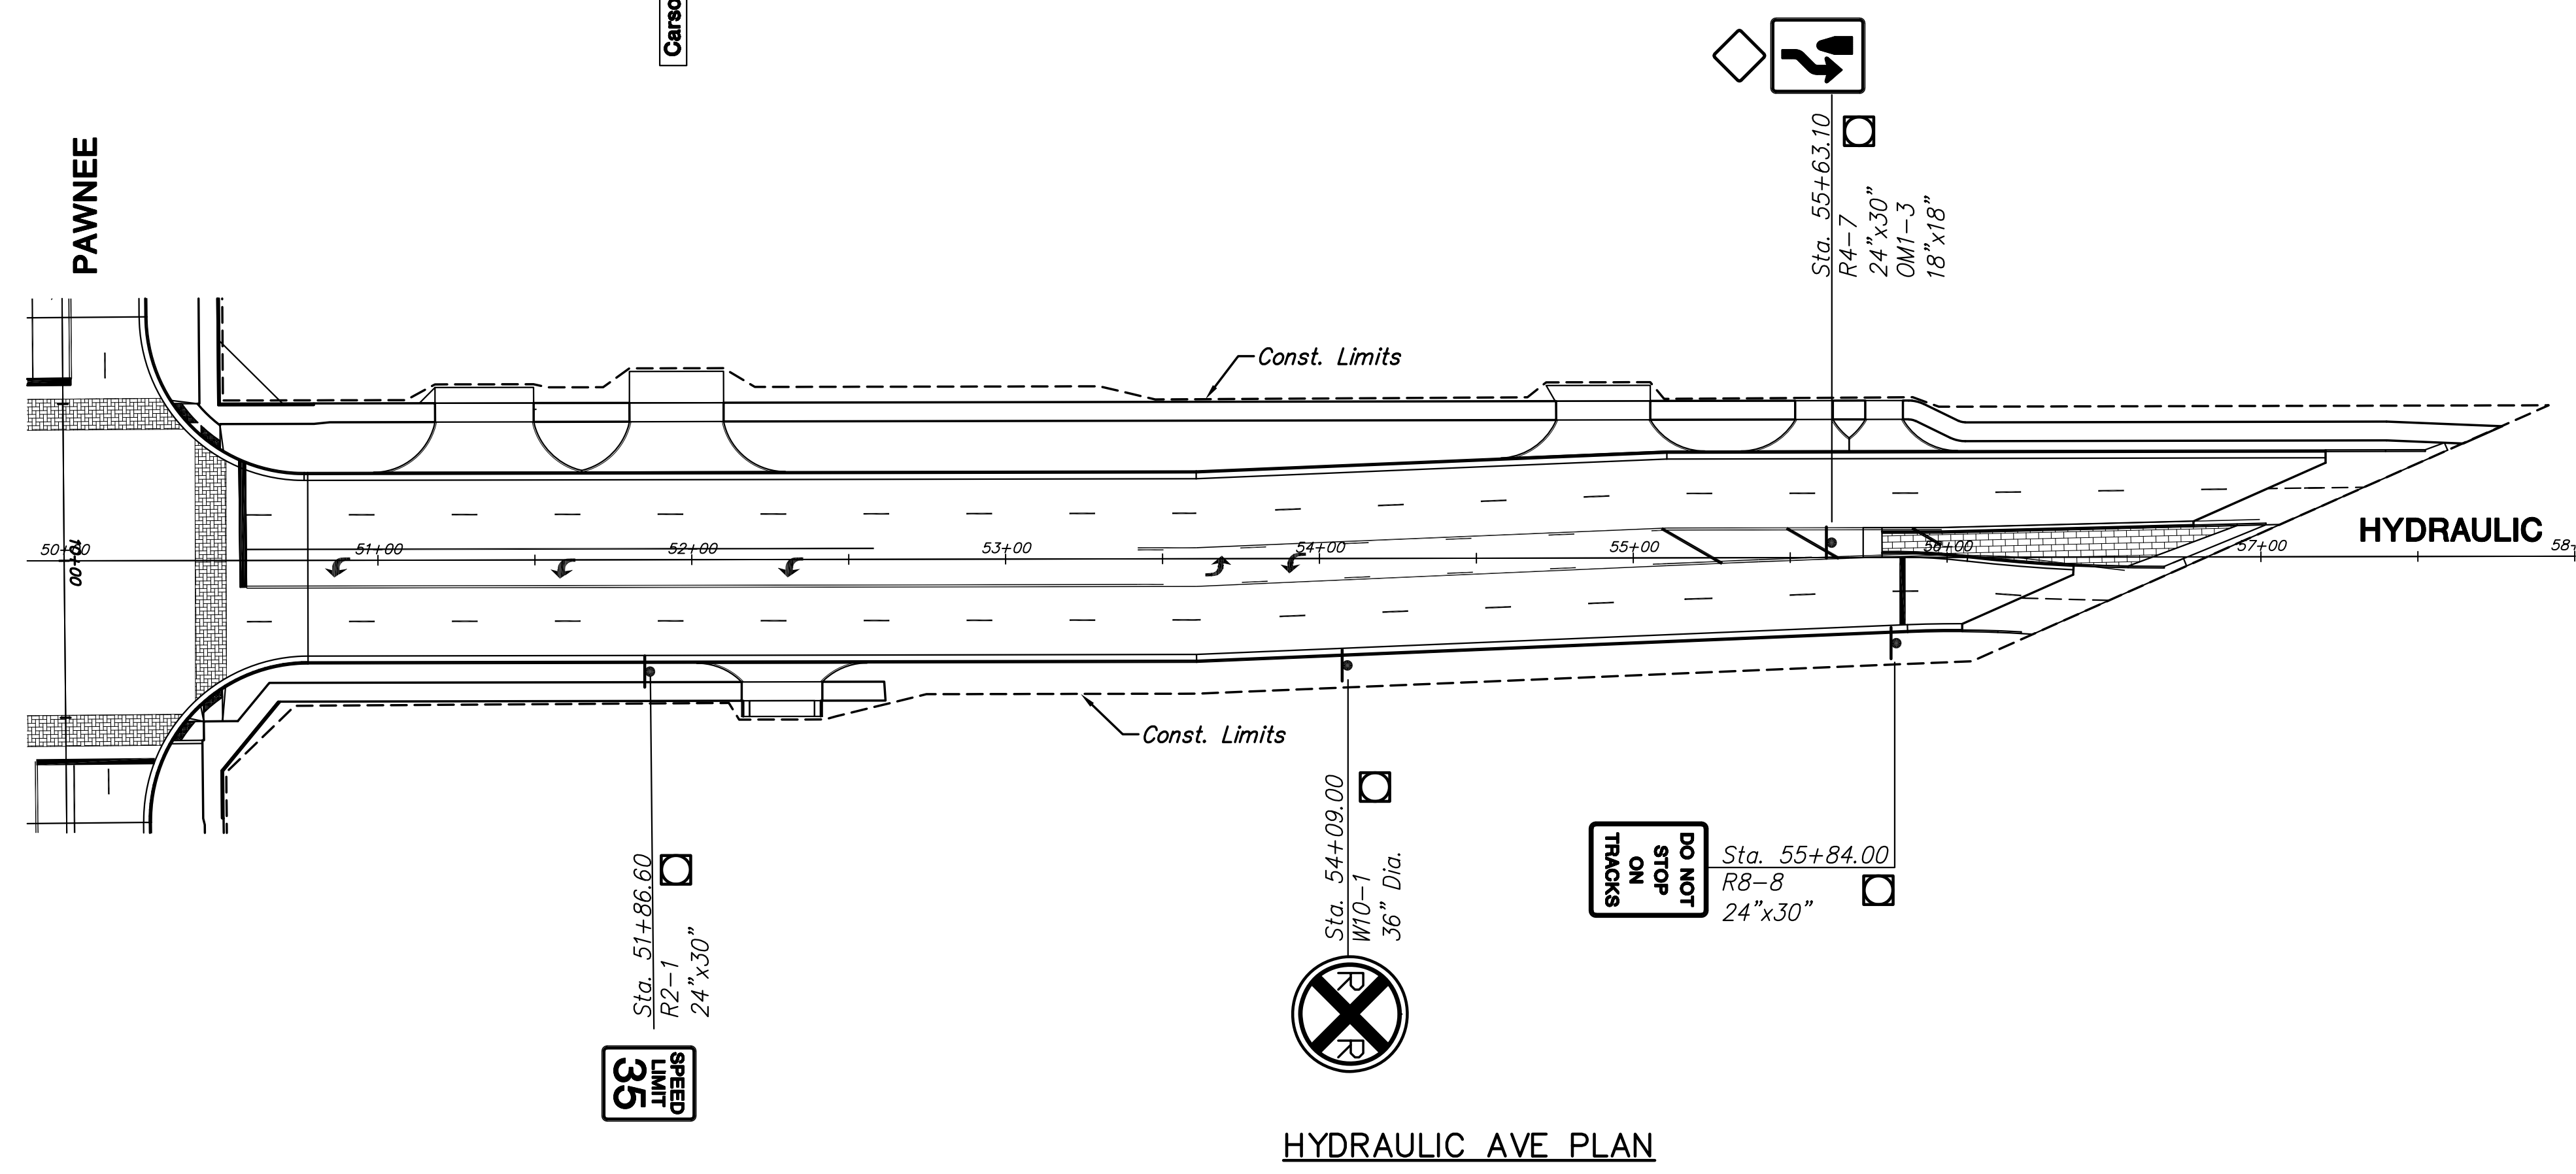 Carso
PAWNEE
Sta. 55+63.10
R4-7
24"x30"
OM1-3
18"x18"
Const. Limits
50+00
10+00
51+00
52+00
53+00
54+00
55+00
56+00
57+00
58-
HYDRAULIC
Const. Limits
Sta. 51+86.60
R2-1
24"x30"
SPEED
LIMIT
35
Sta. 54+09.00
W10-1
36" Dia.
R
R
DO NOT
STOP
ON
TRACKS
Sta. 55+84.00
R8-8
24"x30"
HYDRAULIC AVE PLAN